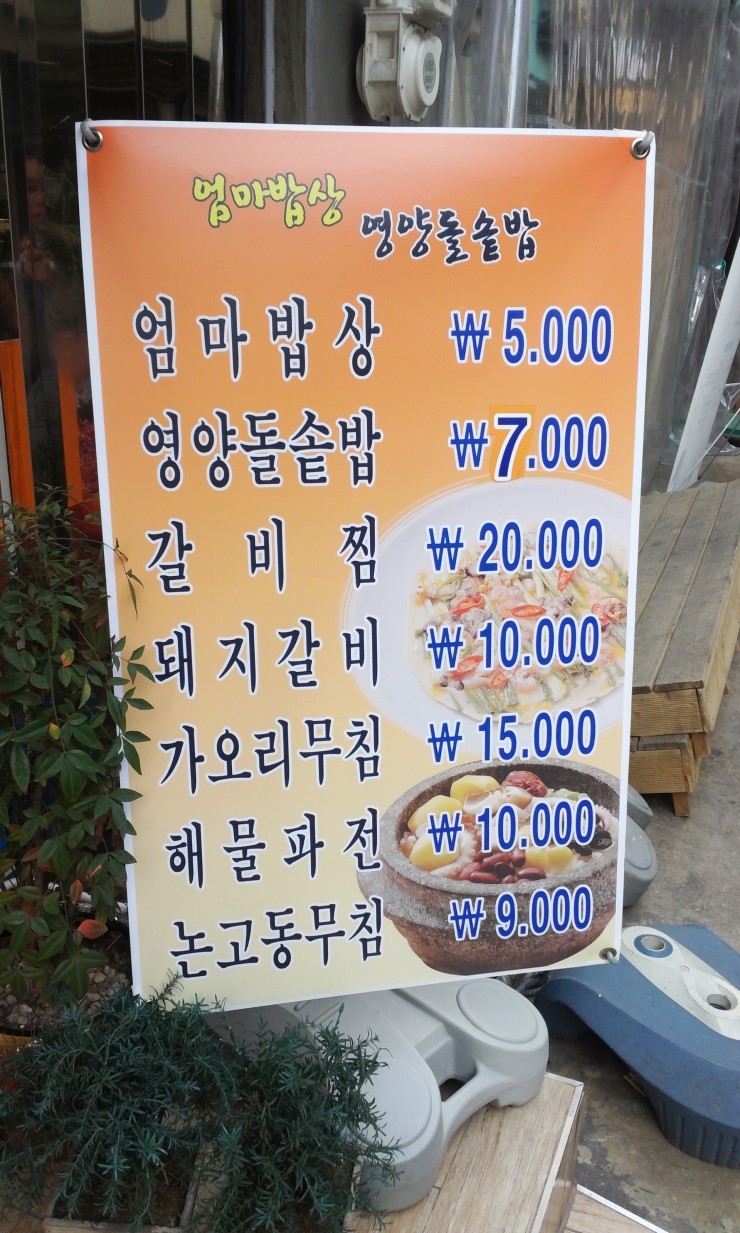 엄마밥상
영양돌솥밥
엄마밥상 ₩ 5.000
영양돌솥밥 ₩ 7.000
갈비찜 ₩ 20.000
돼지갈비 ₩ 10.000
가오리무침 ₩ 15.000
해물파전 ₩ 10.000
논고동무침 ₩ 9.000